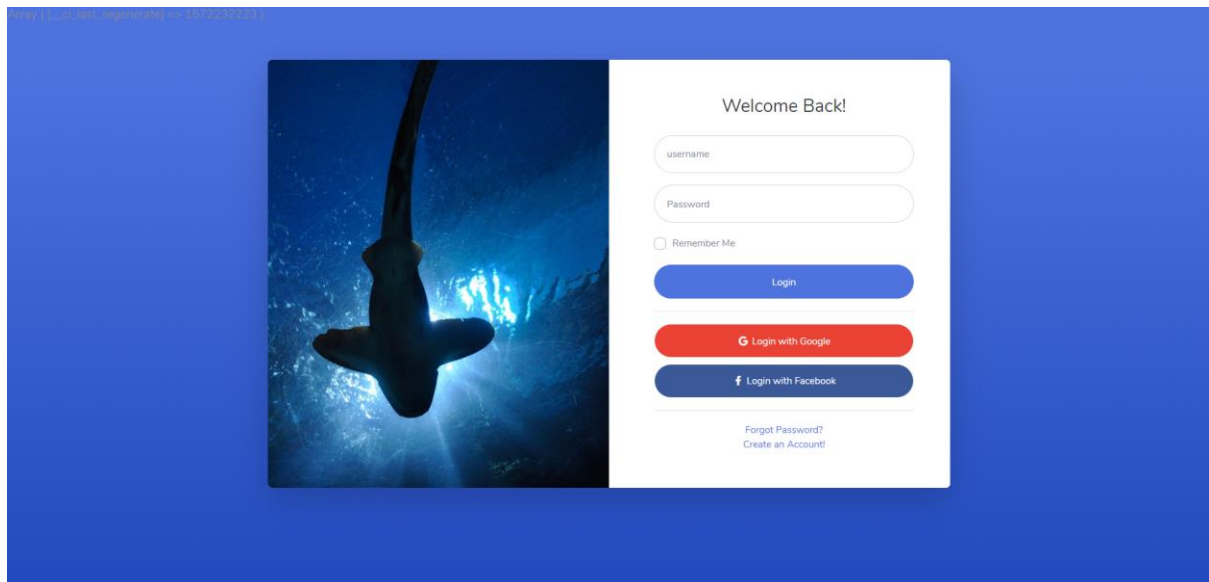 Array ( [__ci_last_regenerate] => 1572232223 )
Welcome Back!
username
Password
Remember Me
Login
Login with Google
Login with Facebook
Forgot Password?
Create an Account!